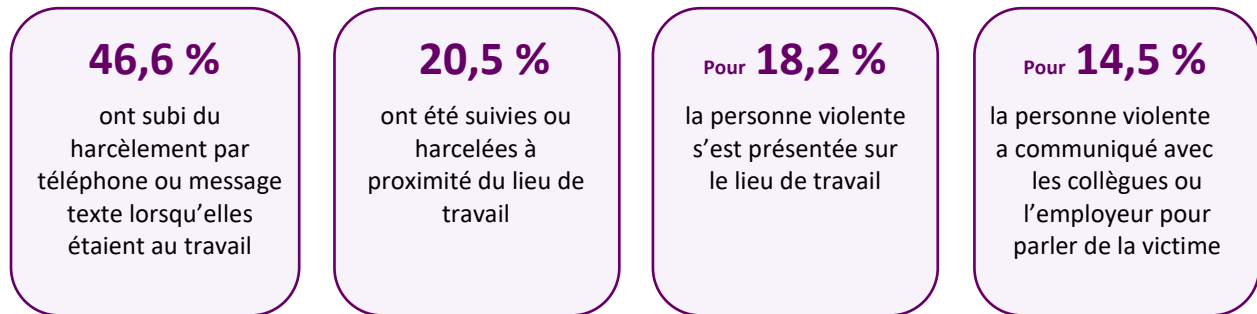 46,6 %
ont subi du
harcèlement par
téléphone ou message
texte lorsqu’elles
étaient au travail
20,5 %
ont été suivies ou
harcelées à
proximité du lieu de
travail
Pour 18,2 %
la personne violente
s’est présentée sur
le lieu de travail
Pour 14,5 %
la personne violente
a communiqué avec
les collègues ou
l’employeur pour
parler de la victime